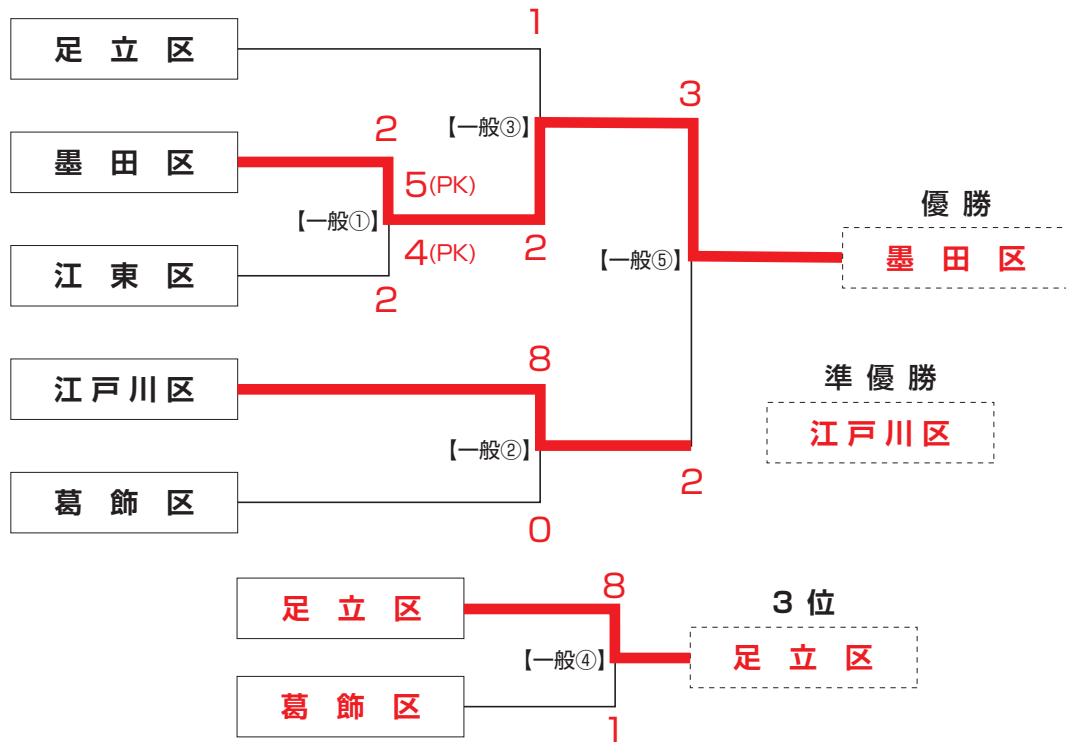 1
足立区
3
【一般③】
2
墨田区
5(PK)
優勝
【一般①】
4(PK)
2
【一般⑤】
墨田区
江東区
2
8
準優勝
江戸川区
江戸川区
【一般②】
2
葛飾区
0
8
3位
足立区
【一般④】
足立区
葛飾区
1